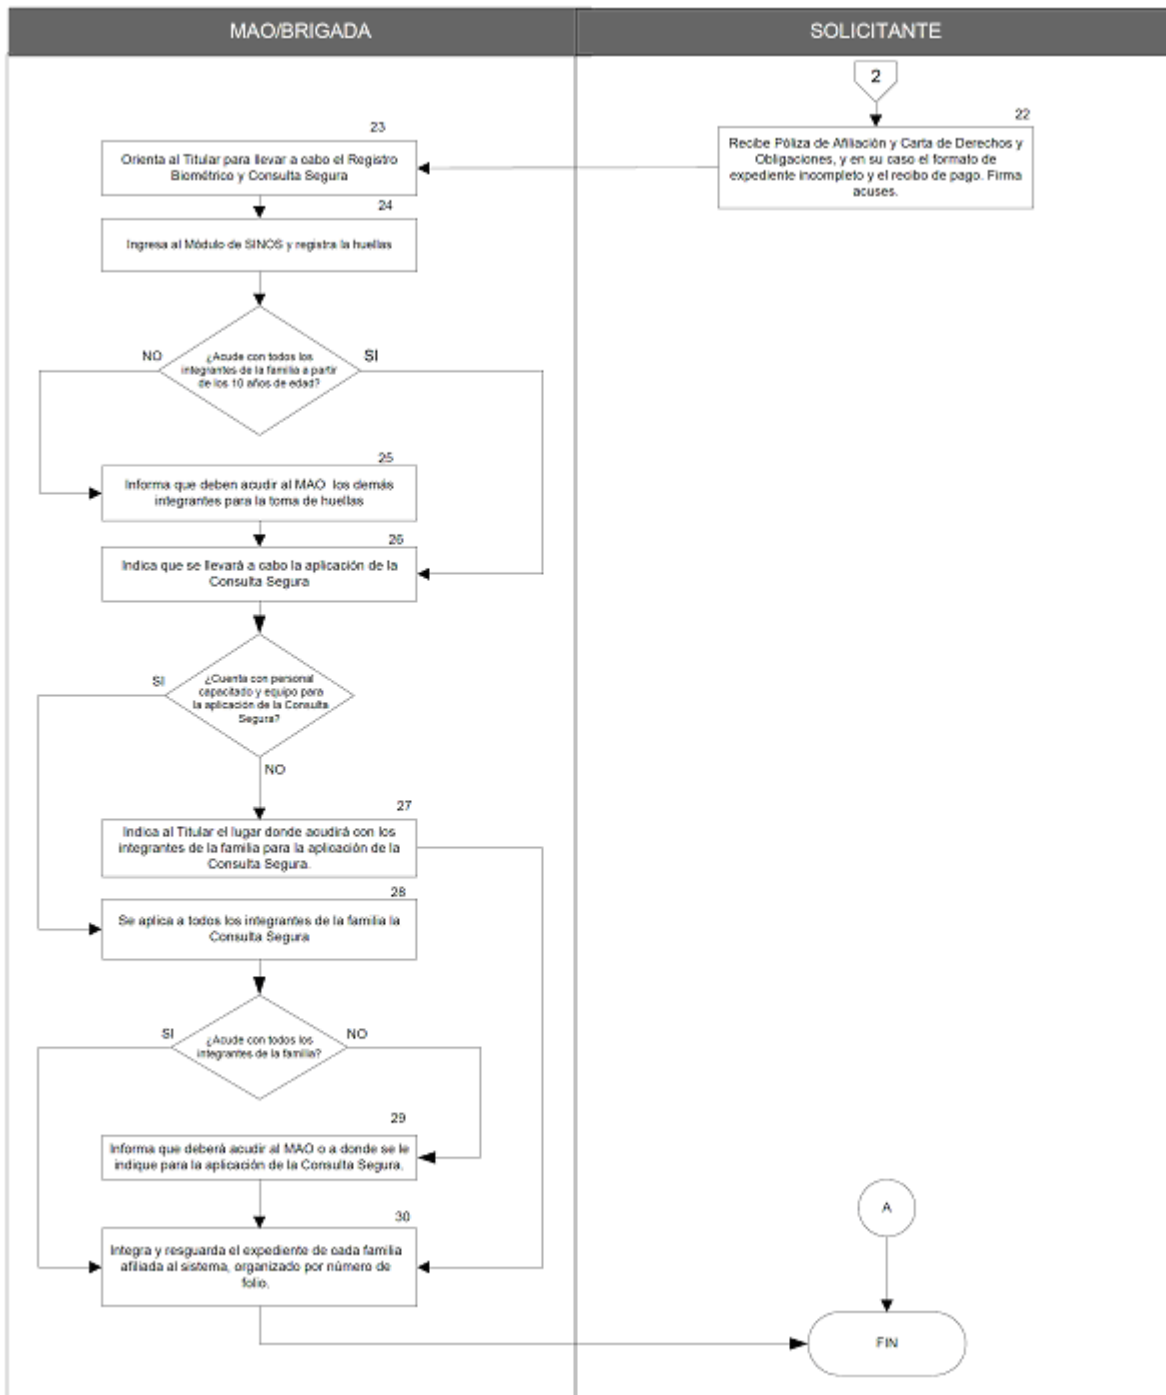 MAO/BRIGADA
SOLICITANTE
2
22
Recibe Póliza de Afiliación y Carta de Derechos y
Obligaciones, y en su caso el formato de
expediente incompleto y el recibo de pago. Firma
acuses.
23
Orienta al Titular para llevar a cabo el Registro
Biométrico y Consulta Segura
24
Ingresa al Módulo de SINOS y registra la huellas
NO
SI
¿Acude con todos los
integrantes de la familia a partir
de los 10 años de edad?
25
Informa que deben acudir al MAO los demás
integrantes para la toma de huellas
26
Indica que se llevará a cabo la aplicación de la
Consulta Segura
SI
¿Cuenta con personal
capacitado y equipo para
la aplicación de la Consulta
Segura?
NO
27
Indica al Titular el lugar donde acudirá con los
integrantes de la familia para la aplicación de la
Consulta Segura.
28
Se aplica a todos los integrantes de la familia la
Consulta Segura
SI
NO
¿Acude con todos los
integrantes de la familia?
29
Informa que deberá acudir al MAO o a donde se le
indique para la aplicación de la Consulta Segura.
30
Integra y resguarda el expediente de cada familia
afiliada al sistema, organizado por número de
folio.
A
FIN